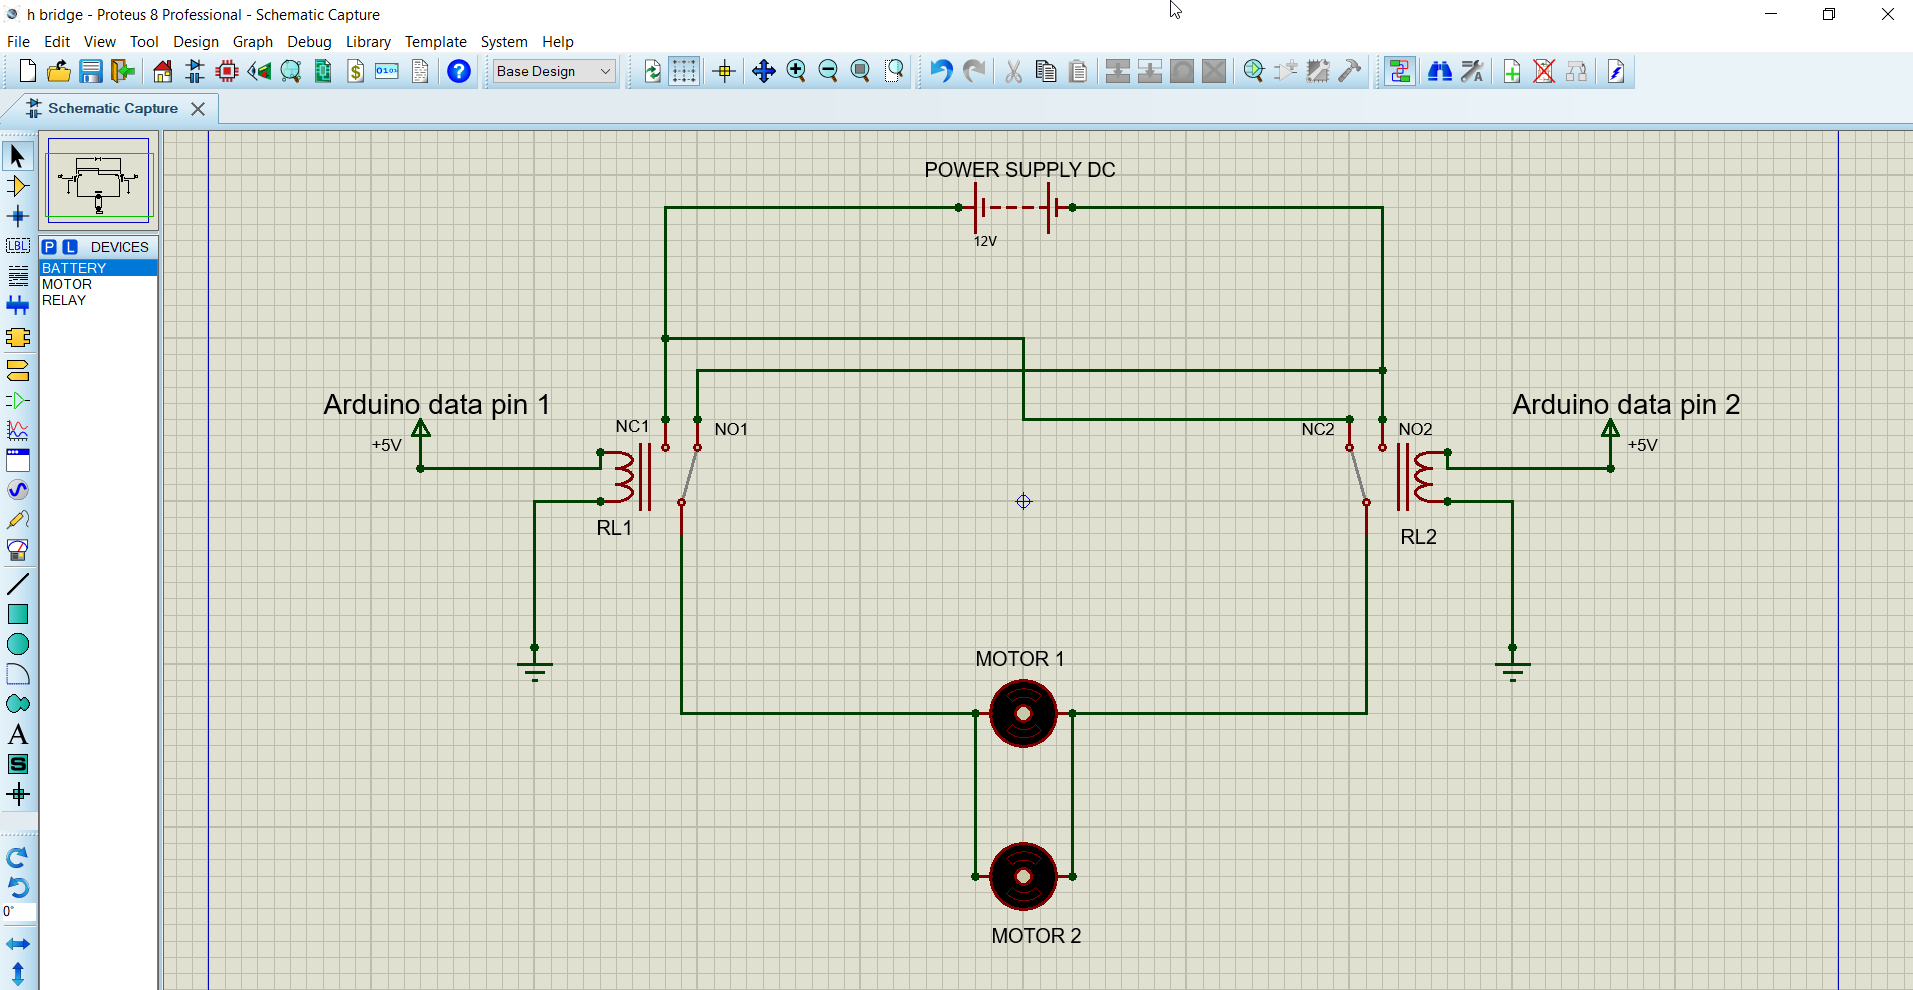 h bridge - Proteus 8 Professional - Schematic Capture
File Edit View Tool Design Graph Debug Library Template System Help
Base Design
Schematic Capture
P L DEVICES
BATTERY
MOTOR
RELAY
LBL
A
S
0°
POWER SUPPLY DC
12V
Arduino data pin 1
+5V
NC1
NO1
RL1
Arduino data pin 2
+5V
NC2
NO2
RL2
MOTOR 1
MOTOR 2